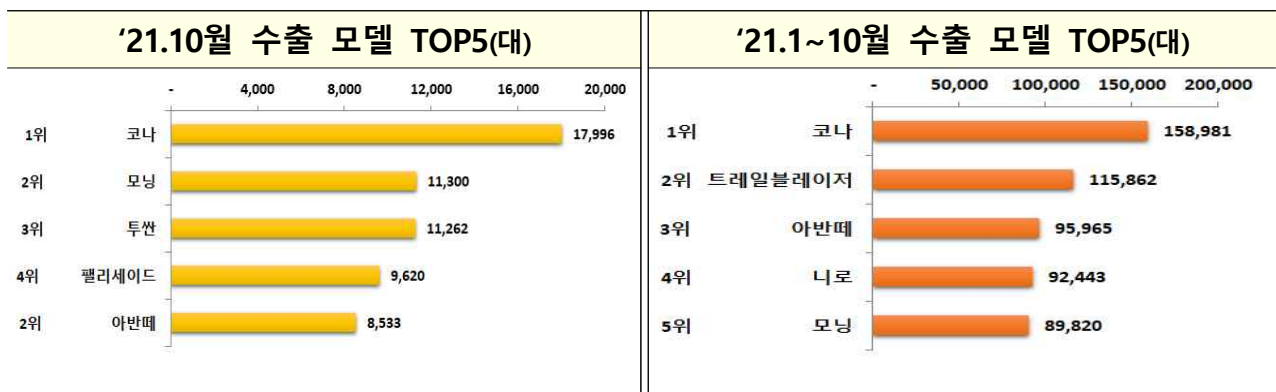 ‘21.10월 수출 모델 TOP5(대)
- 4,000 8,000 12,000 16,000 20,000
1위 코나 17,996
2위 모닝 11,300
3위 투싼 11,262
4위 팰리세이드 9,620
2위 아반떼 8,533
‘21.1~10월 수출 모델 TOP5(대)
- 50,000 100,000 150,000 200,000
1위 코나 158,981
2위 트레일블레이저 115,862
3위 아반떼 95,965
4위 니로 92,443
5위 모닝 89,820